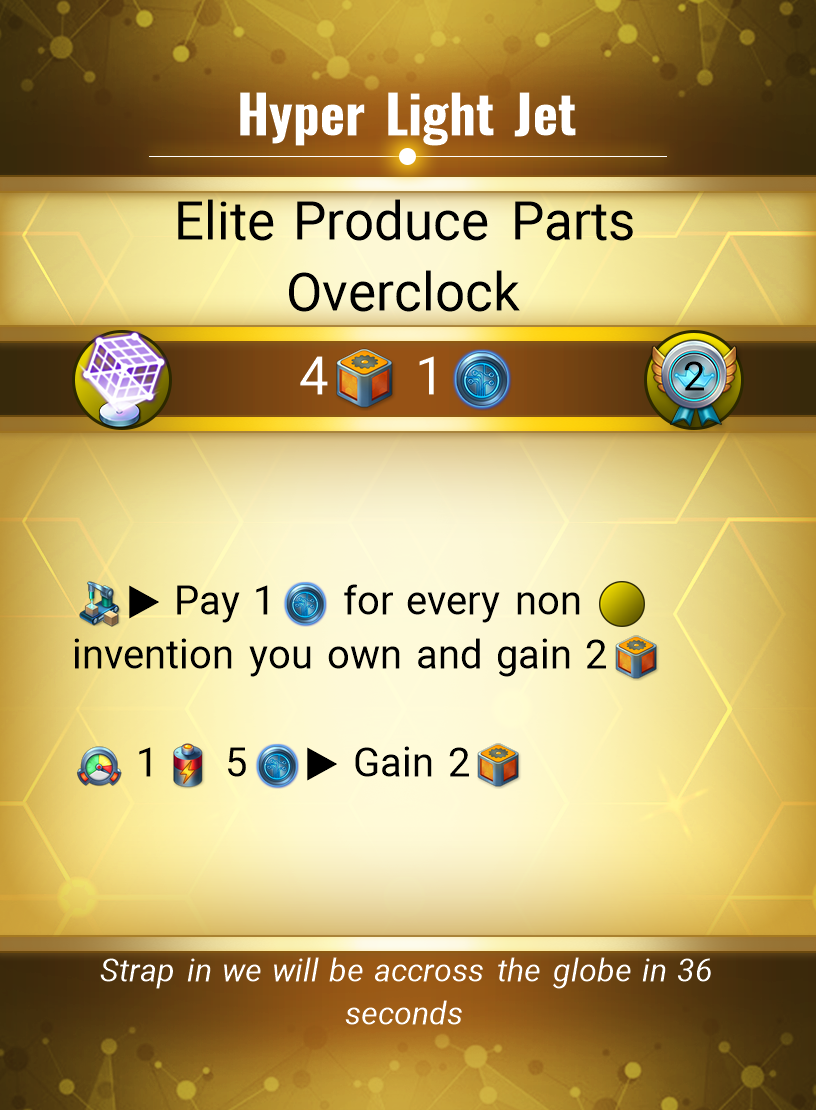 Hyper Light Jet
Elite Produce Parts
Overclock
4 1 2
▶ Pay 1 for every non
invention you own and gain 2
1 5 ▶ Gain 2
Strap in we will be accross the globe in 36
seconds